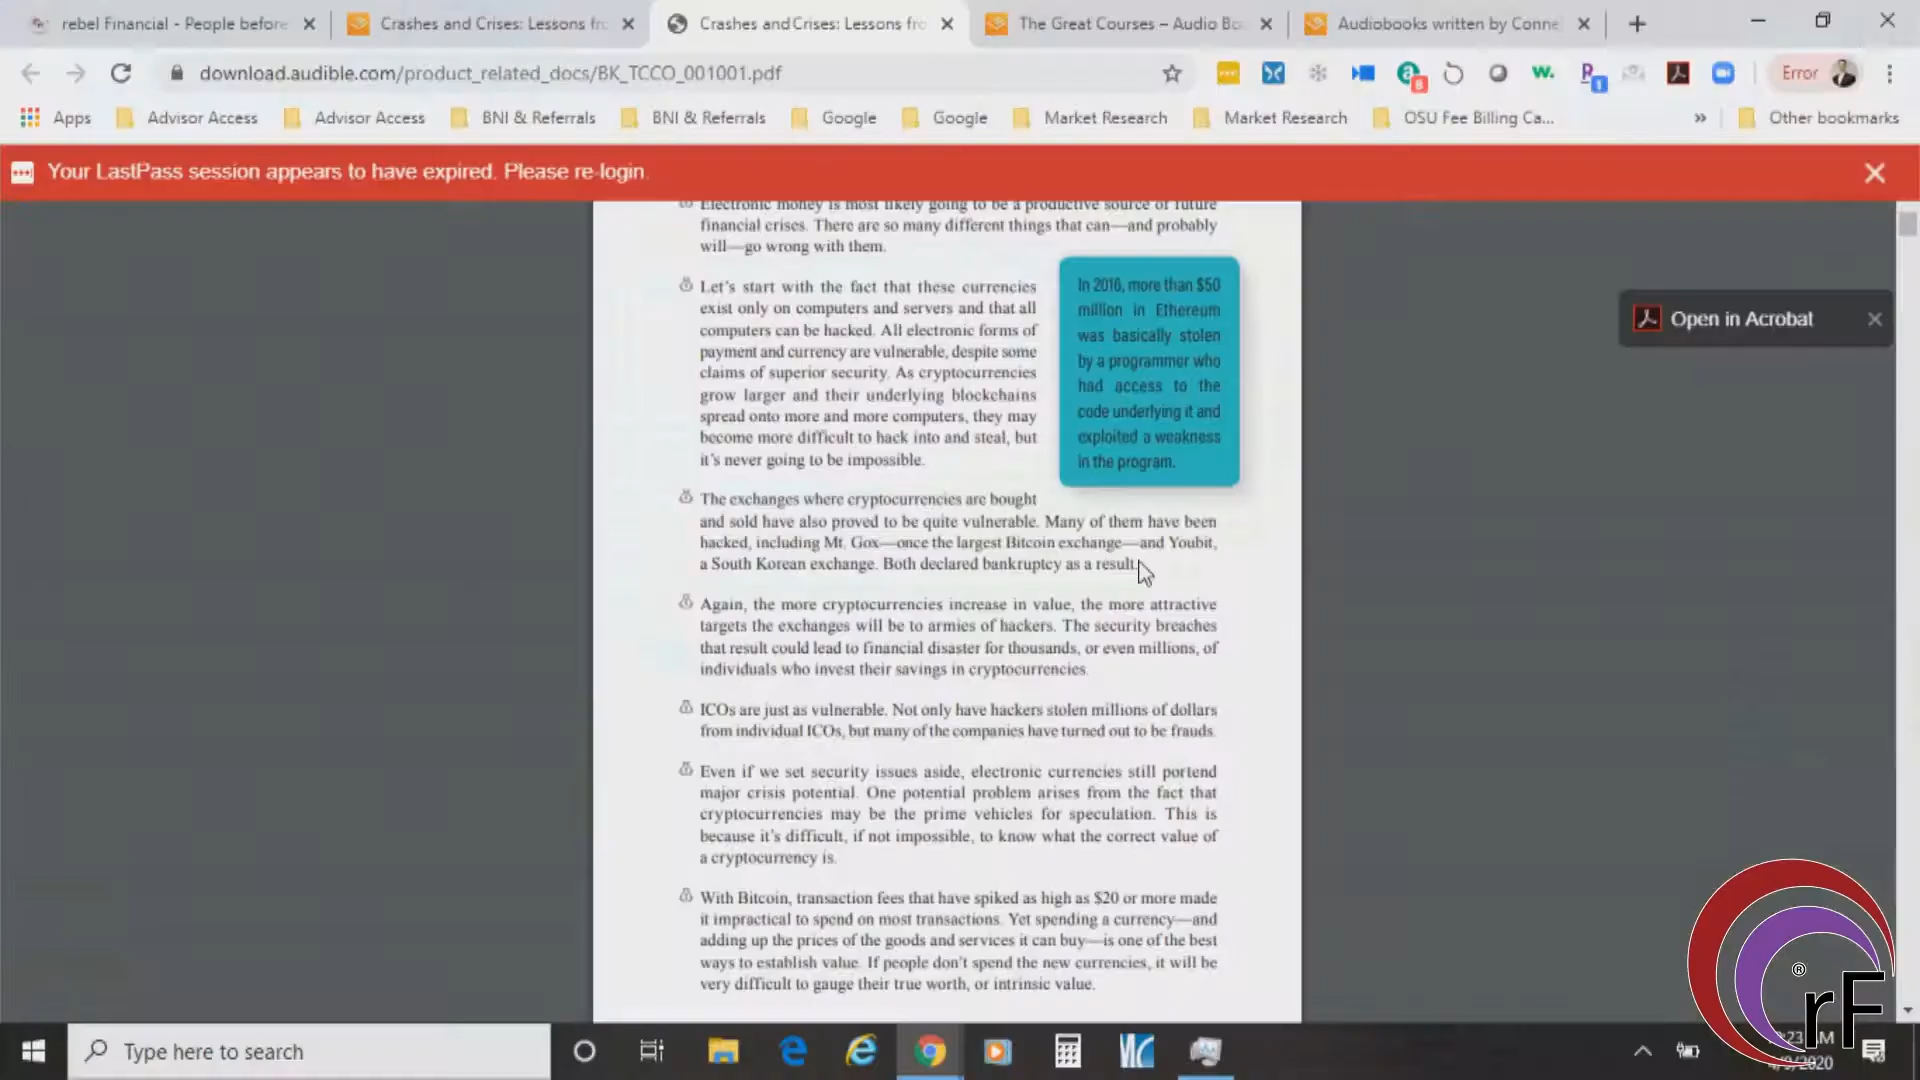 rebel Financial - People before
Crashes and Crises: Lessons fro
Crashes and Crises: Lessons fro
The Great Courses – Audio Bo
Audiobooks written by Conne
download.audible.com/product_related_docs/BK_TCCO_001001.pdf
8
1
Error
Apps
Advisor Access
Advisor Access
BNI & Referrals
BNI & Referrals
Google
Google
Market Research
Market Research
OSU Fee Billing Ca...
Other bookmarks
Your LastPass session appears to have expired. Please re-login.
Electronic money is most likely going to be a productive source of future
financial crises. There are so many different things that can—and probably
will—go wrong with them.
Let's start with the fact that these currencies
exist only on computers and servers and that all
computers can be hacked. All electronic forms of
payment and currency are vulnerable, despite some
claims of superior security. As cryptocurrencies
grow larger and their underlying blockchains
spread onto more and more computers, they may
become more difficult to hack into and steal, but
it's never going to be impossible.
In 2016, more than $50
million in Ethereum
was basically stolen
by a programmer who
had access to the
code underlying it and
exploited a weakness
in the program.
Open in Acrobat
The exchanges where cryptocurrencies are bought
and sold have also proved to be quite vulnerable. Many of them have been
hacked, including Mt. Gox—once the largest Bitcoin exchange—and Youbit,
a South Korean exchange. Both declared bankruptcy as a result.
Again, the more cryptocurrencies increase in value, the more attractive
targets the exchanges will be to armies of hackers. The security breaches
that result could lead to financial disaster for thousands, or even millions, of
individuals who invest their savings in cryptocurrencies.
ICOs are just as vulnerable. Not only have hackers stolen millions of dollars
from individual ICOs, but many of the companies have turned out to be frauds.
Even if we set security issues aside, electronic currencies still portend
major crisis potential. One potential problem arises from the fact that
cryptocurrencies may be the prime vehicles for speculation. This is
because it's difficult, if not impossible, to know what the correct value of
a cryptocurrency is.
With Bitcoin, transaction fees that have spiked as high as $20 or more made
it impractical to spend on most transactions. Yet spending a currency—and
adding up the prices of the goods and services it can buy—is one of the best
ways to establish value. If people don't spend the new currencies, it will be
very difficult to gauge their true worth, or intrinsic value.
® rF
Type here to search